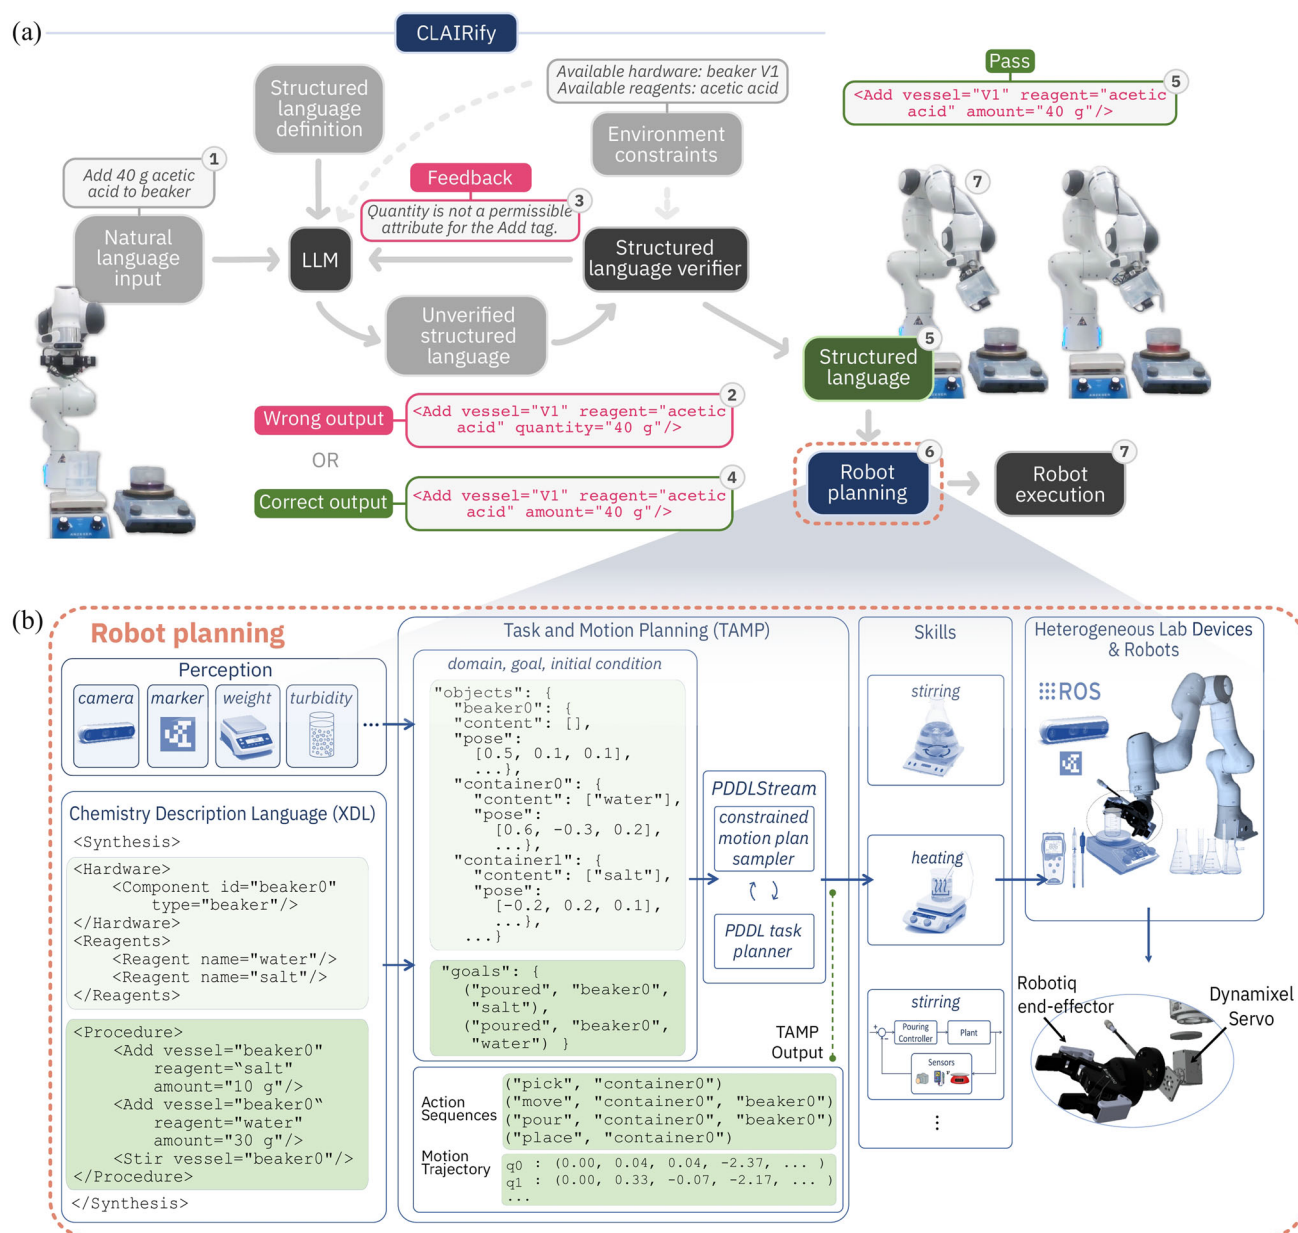 (a)
CLAIRify
Structured
language
definition
Available hardware: beaker V1
Available reagents: acetic acid
Environment
constraints
Pass
5
<Add vessel="V1" reagent="acetic
acid" amount="40 g"/>
1
Add 40 g acetic
acid to beaker
Natural
language
input
Feedback
3
Quantity is not a permissible
attribute for the Add tag.
LLM
Structured
language verifier
Unverified
structured
language
7
5
Structured
language
2
Wrong output
<Add vessel="V1" reagent="acetic
acid" quantity="40 g"/>
OR
4
Correct output
<Add vessel="V1" reagent="acetic
acid" amount="40 g"/>
6
Robot
planning
7
Robot
execution
(b)
Robot planning
Perception
camera
marker
weight
turbidity
...
Chemistry Description Language (XDL)
<Synthesis>
<Hardware>
<Component id="beaker0"
type="beaker"/>
</Hardware>
<Reagents>
<Reagent name="water"/>
<Reagent name="salt"/>
</Reagents>
<Procedure>
<Add vessel="beaker0"
reagent=“salt"
amount="10 g"/>
<Add vessel="beaker0“
reagent="water"
amount="30 g"/>
<Stir vessel="beaker0"/>
</Procedure>
</Synthesis>
Task and Motion Planning (TAMP)
domain, goal, initial condition
"objects": {
"beaker0": {
"content": [],
"pose":
[0.5, 0.1, 0.1],
...},
"container0": {
"content": ["water"],
"pose":
[0.6, -0.3, 0.2],
...},
"container1": {
"content": ["salt"],
"pose":
[-0.2, 0.2, 0.1],
...},
...}
"goals": {
("poured", "beaker0",
"salt"),
("poured", "beaker0",
"water") }
PDDLStream
constrained
motion plan
sampler
PDDL task
planner
TAMP
Output
Action
Sequences
("pick", "container0")
("move", "container0", "beaker0")
("pour", "container0", "beaker0")
("place", "container0")
Motion
Trajectory
q0 : (0.00, 0.04, 0.04, -2.37, ... )
q1 : (0.00, 0.33, -0.07, -2.17, ... )
...
Skills
stirring
heating
stirring
Pouring
Controller
Plant
Sensors
Heterogeneous Lab Devices
& Robots
ROS
Robotiq
end-effector
Dynamixel
Servo